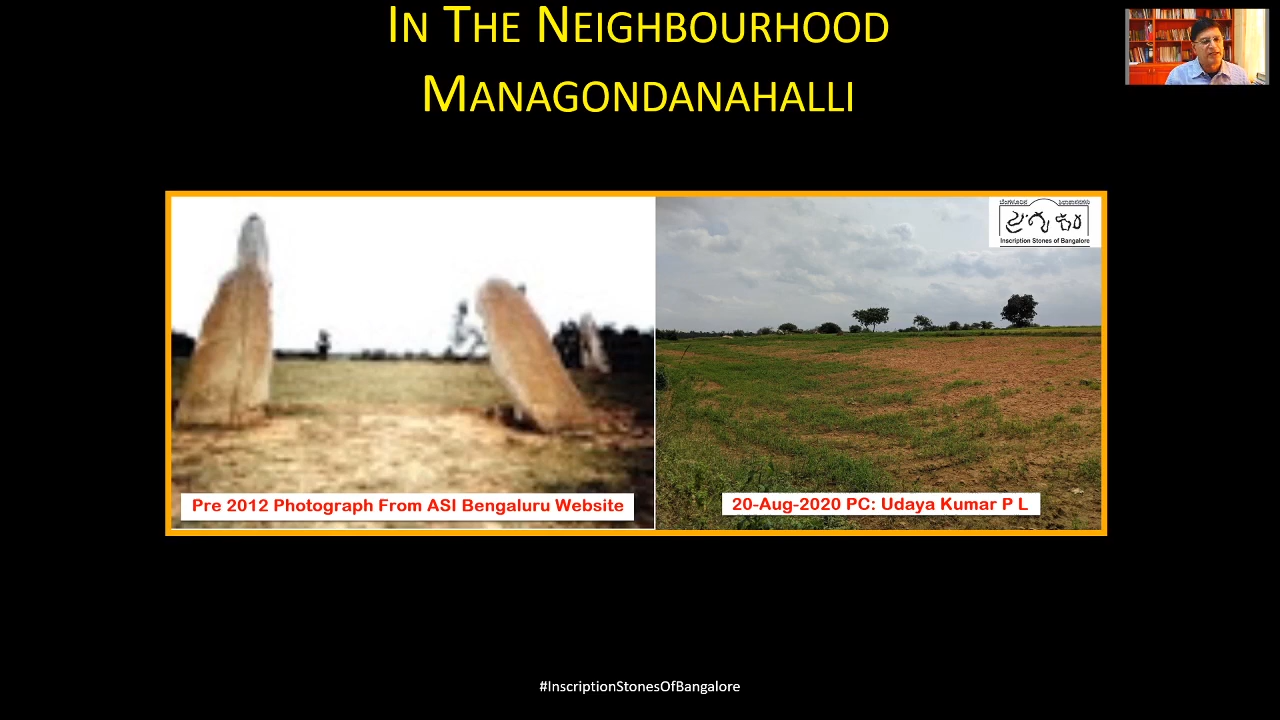 IN THE NEIGHBOURHOOD
MANAGONDANAHALLI
Inscription Stones of Bangalore
Pre 2012 Photograph From ASI Bengaluru Website
20-Aug-2020 PC: Udaya Kumar P L
#InscriptionStonesOfBangalore